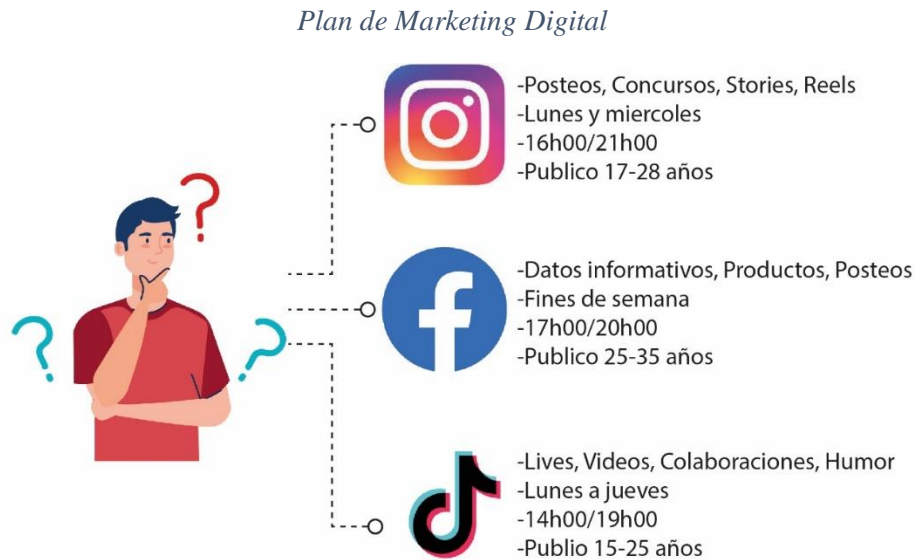 Plan de Marketing Digital
-Posteos, Concursos, Stories, Reels
-Lunes y miercoles
-16h00/21h00
-Publico 17-28 años
-Datos informativos, Productos, Posteos
-Fines de semana
-17h00/20h00
-Publico 25-35 años
-Lives, Videos, Colaboraciones, Humor
-Lunes a jueves
-14h00/19h00
-Publio 15-25 años